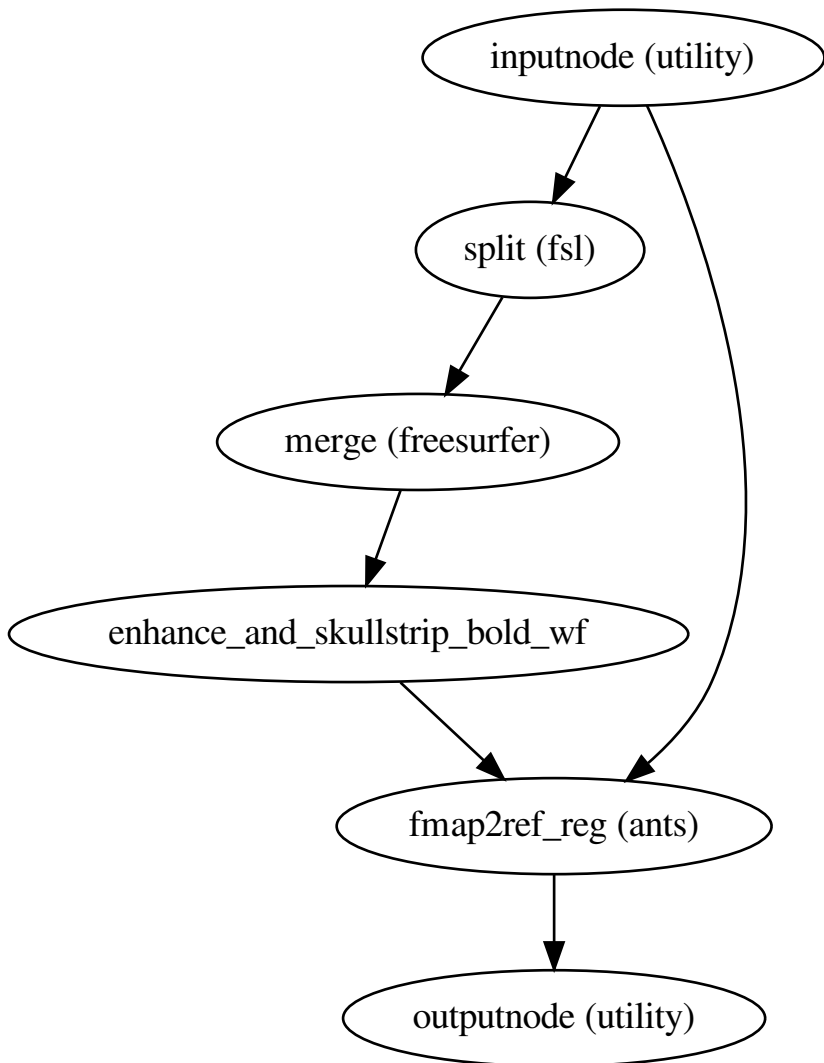 inputnode (utility)
split (fsl)
merge (freesurfer)
enhance_and_skullstrip_bold_wf
fmap2ref_reg (ants)
outputnode (utility)